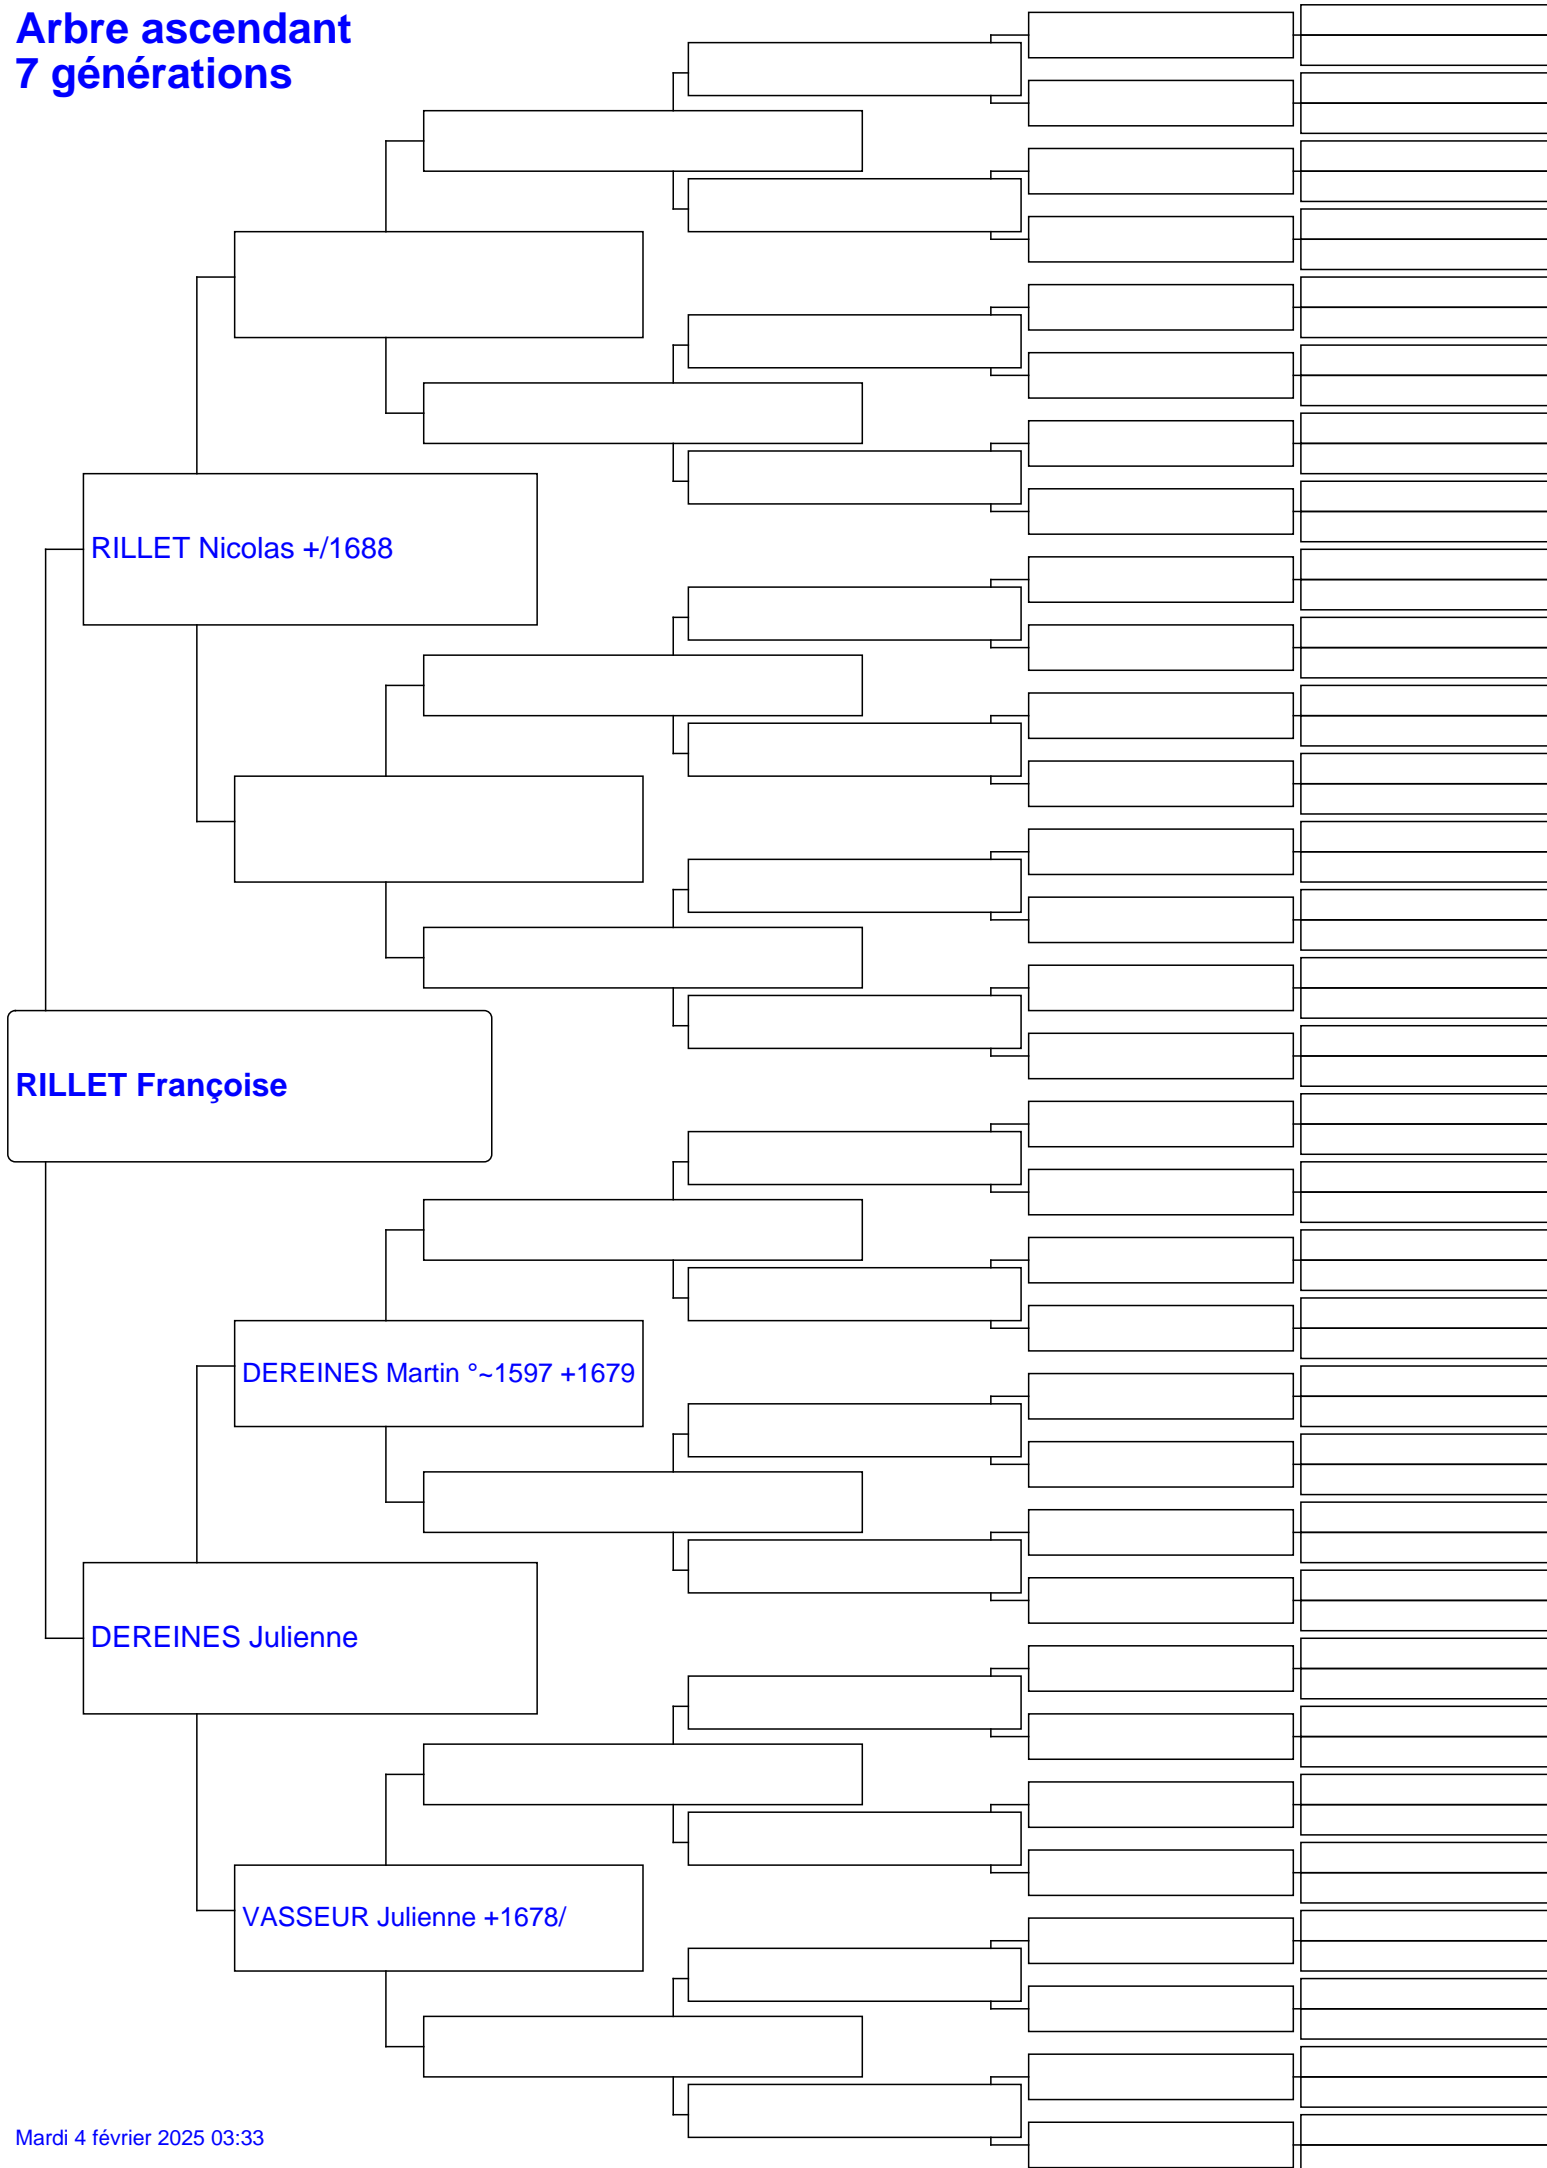 Arbre ascendant
7 générations
RILLET Nicolas +/1688
RILLET Françoise
DEREINES Martin °~1597 +1679
DEREINES Julienne
VASSEUR Julienne +1678/
Mardi 4 février 2025 03:33